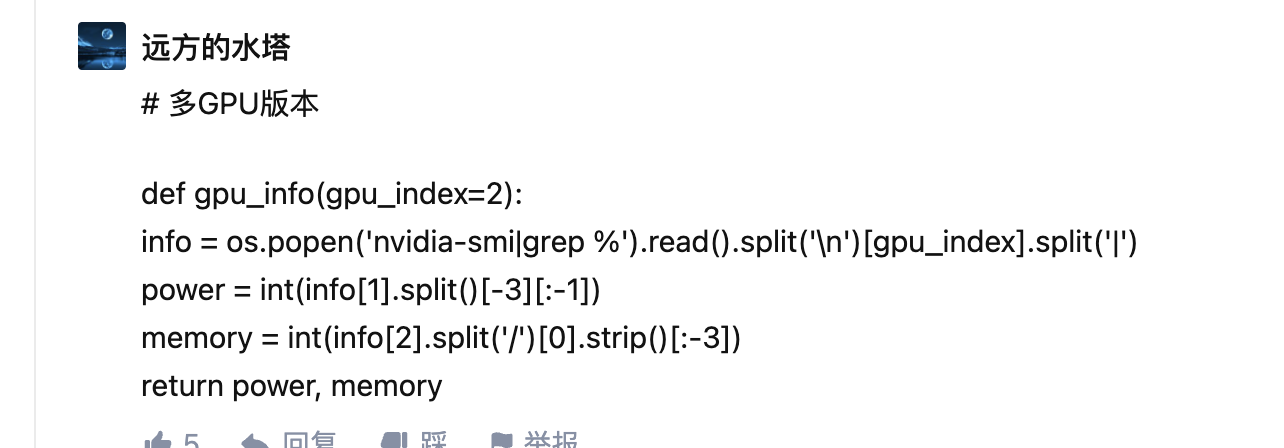 远方的水塔
# 多GPU版本
def gpu_info(gpu_index=2):
info = os.popen('nvidia-smi|grep %').read().split('\n')[gpu_index].split('|')
power = int(info[1].split()[-3][:-1])
memory = int(info[2].split('/')[0].strip()[:-3])
return power, memory
5 回复 踩 举报